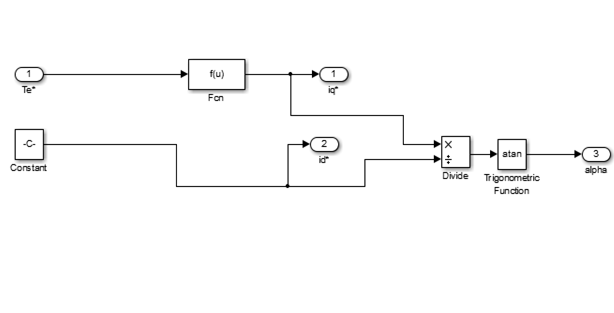 1
Te*
f(u)
Fcn
1
iq*
-C-
Constant
2
id*
×
÷
Divide
atan
Trigonometric
Function
3
alpha